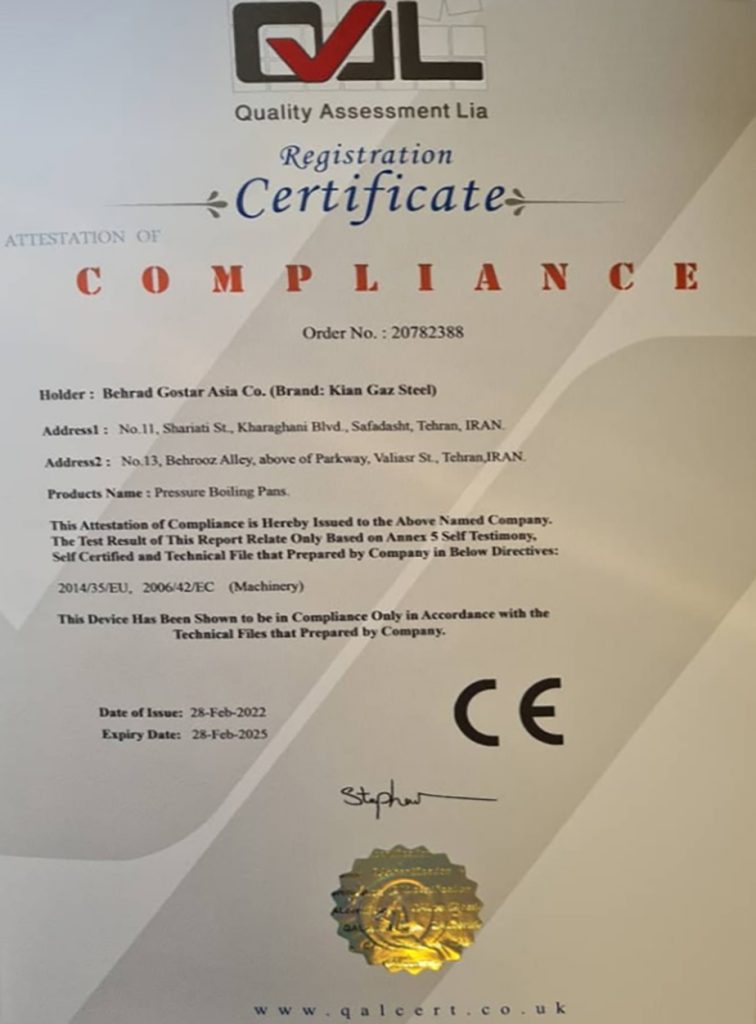 QAL
Quality Assessment Lia
Registration
Certificate
ATTESTATION OF
COMPLIANCE
Order No. : 20782388
Holder : Behrad Gostar Asia Co. (Brand: Kian Gaz Steel)
Address1 : No.11, Shariati St., Kharaghani Blvd., Safadasht, Tehran, IRAN.
Address2 : No.13, Behrooz Alley, above of Parkway, Valiasr St., Tehran,IRAN.
Products Name : Pressure Boiling Pans.
This Attestation of Compliance is Hereby Issued to the Above Named Company.
The Test Result of This Report Relate Only Based on Annex 5 Self Testimony,
Self Certified and Technical File that Prepared by Company in Below Directives:
2014/35/EU, 2006/42/EC (Machinery)
This Device Has Been Shown to be in Compliance Only in Accordance with the
Technical Files that Prepared by Company.
Date of Issue: 28-Feb-2022
Expiry Date: 28-Feb-2025
CE
www.qalcert.co.uk